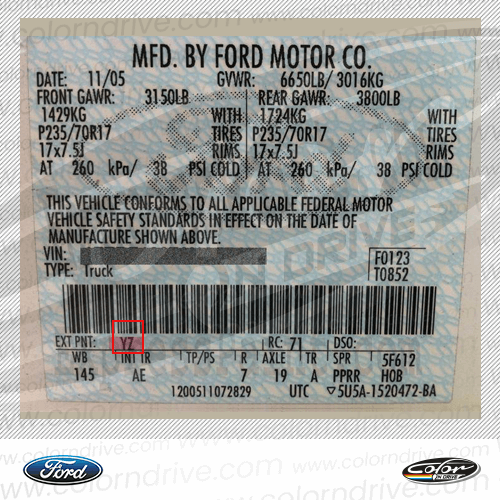 MFD. BY FORD MOTOR CO.
DATE: 11/05 GVWR: 6650LB/ 3016KG
FRONT GAWR: 3150LB REAR GAWR: 3800LB
1429KG WITH 1724KG WITH
P235/70R17 TIRES P235/70R17 TIRES
17x7.5J RIMS 17x7.5J RIMS
AT 260 kPa/ 38 PSI COLD AT 260 kPa/ 38 PSI COLD
THIS VEHICLE CONFORMS TO ALL APPLICABLE FEDERAL MOTOR
VEHICLE SAFETY STANDARDS IN EFFECT ON THE DATE OF
MANUFACTURE SHOWN ABOVE.
VIN: F0123
TYPE: Truck T0852
EXT PNT: YZ RC: 71 DSO:
WB INT TR TP/PS R AXLE TR SPR 5F612
145 AE 7 19 A PPRR HOB
1200511072829 UTC ▽5U5A-1520472-BA
Ford
Color
IN DRIVE
www.colorndrive.com